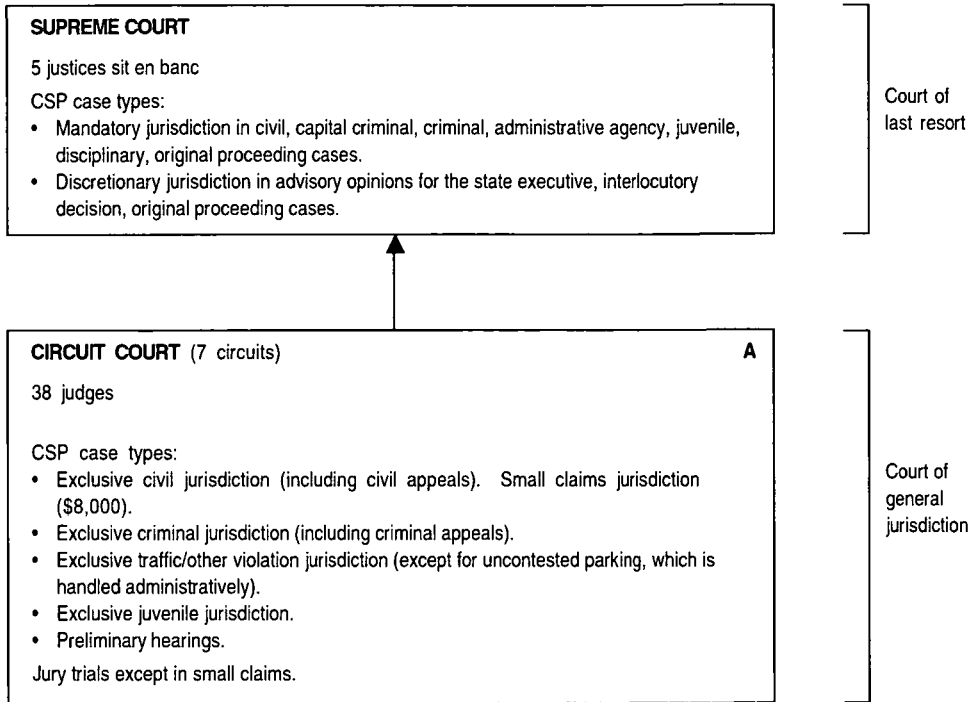 SUPREME COURT
5 justices sit en banc
CSP case types:
• Mandatory jurisdiction in civil, capital criminal, criminal, administrative agency, juvenile,
disciplinary, original proceeding cases.
• Discretionary jurisdiction in advisory opinions for the state executive, interlocutory
decision, original proceeding cases.
Court of
last resort
CIRCUIT COURT (7 circuits) A
38 judges
CSP case types:
• Exclusive civil jurisdiction (including civil appeals). Small claims jurisdiction
($8,000).
• Exclusive criminal jurisdiction (including criminal appeals).
• Exclusive traffic/other violation jurisdiction (except for uncontested parking, which is
handled administratively).
• Exclusive juvenile jurisdiction.
• Preliminary hearings.
Jury trials except in small claims.
Court of
general
jurisdiction